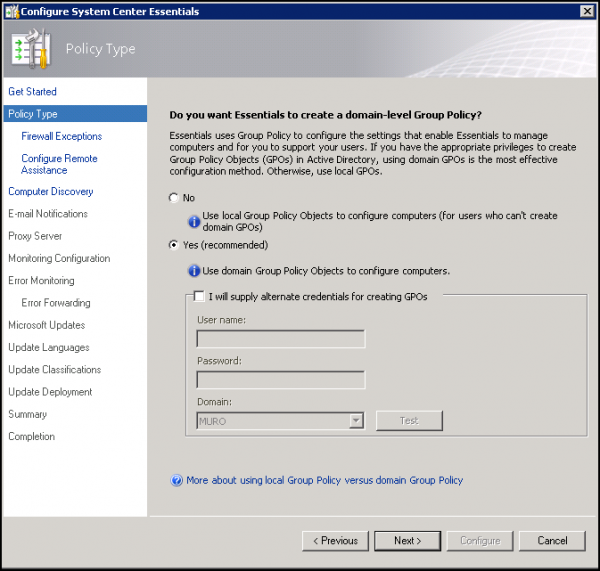 Configure System Center Essentials
Policy Type
Get Started
Policy Type
Firewall Exceptions
Configure Remote
Assistance
Computer Discovery
E-mail Notifications
Proxy Server
Monitoring Configuration
Error Monitoring
Error Forwarding
Microsoft Updates
Update Languages
Update Classifications
Update Deployment
Summary
Completion
Do you want Essentials to create a domain-level Group Policy?
Essentials uses Group Policy to configure the settings that enable Essentials to manage
computers and for you to support your users. If you have the appropriate privileges to create
Group Policy Objects (GPOs) in Active Directory, using domain GPOs is the most effective
configuration method. Otherwise, use local GPOs.
No
Use local Group Policy Objects to configure computers (for users who can't create
domain GPOs)
Yes (recommended)
Use domain Group Policy Objects to configure computers.
I will supply alternate credentials for creating GPOs
User name:
Password:
Domain:
MURO
Test
More about using local Group Policy versus domain Group Policy
< Previous
Next >
Configure
Cancel